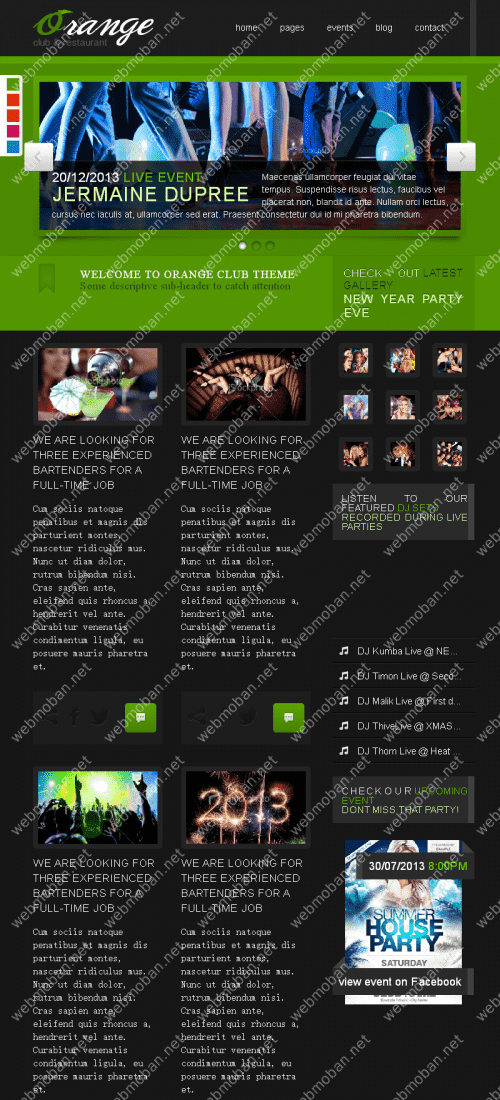 Orange
club & restaurant
home pages events blog contact
20/12/2013 LIVE EVENT
JERMAINE DUPREE
Maecenas ullamcorper feugiat dui vitae
tempus. Suspendisse risus lectus, faucibus vel
placerat non, blandit id ante. Nullam orci lectus,
cursus nec iaculis at, ullamcorper sed erat. Praesent consectetur dui id mi pharetra bibendum.
WELCOME TO ORANGE CLUB THEME
Some descriptive sub-header to catch attention
CHECK OUT LATEST
GALLERY
NEW YEAR PARTY
EVE
WE ARE LOOKING FOR
THREE EXPERIENCED
BARTENDERS FOR A
FULL-TIME JOB
Cum sociis natoque
penatibus et magnis dis
parturient montes,
nascetur ridiculus mus.
Nunc ut diam dolor,
rutrum bibendum nisi.
Cras sapien ante,
eleifend quis rhoncus a,
hendrerit vel ante.
Curabitur venenatis
condimentum ligula, eu
posuere mauris pharetra
et.
WE ARE LOOKING FOR
THREE EXPERIENCED
BARTENDERS FOR A
FULL-TIME JOB
Cum sociis natoque
penatibus et magnis dis
parturient montes,
nascetur ridiculus mus.
Nunc ut diam dolor,
rutrum bibendum nisi.
Cras sapien ante,
eleifend quis rhoncus a,
hendrerit vel ante.
Curabitur venenatis
condimentum ligula, eu
posuere mauris pharetra
et.
LISTEN TO OUR
FEATURED DJ SETS
RECORDED DURING LIVE
PARTIES
DJ Kumba Live @ NE...
DJ Timon Live @ Seco...
DJ Malik Live @ First d...
DJ ThiveLive @ XMAS...
DJ Thom Live @ Heat ...
CHECK OUR UPCOMING
EVENT
DONT MISS THAT PARTY!
30/07/2013 8:00PM
SUMMER
HOUSE
PARTY
SATURDAY
view event on Facebook
2013
WE ARE LOOKING FOR
THREE EXPERIENCED
BARTENDERS FOR A
FULL-TIME JOB
Cum sociis natoque
penatibus et magnis dis
parturient montes,
nascetur ridiculus mus.
Nunc ut diam dolor,
rutrum bibendum nisi.
Cras sapien ante,
eleifend quis rhoncus a,
hendrerit vel ante.
Curabitur venenatis
condimentum ligula, eu
posuere mauris pharetra
et.
WE ARE LOOKING FOR
THREE EXPERIENCED
BARTENDERS FOR A
FULL-TIME JOB
Cum sociis natoque
penatibus et magnis dis
parturient montes,
nascetur ridiculus mus.
Nunc ut diam dolor,
rutrum bibendum nisi.
Cras sapien ante,
eleifend quis rhoncus a,
hendrerit vel ante.
Curabitur venenatis
condimentum ligula, eu
posuere mauris pharetra
et.
webmoban.net